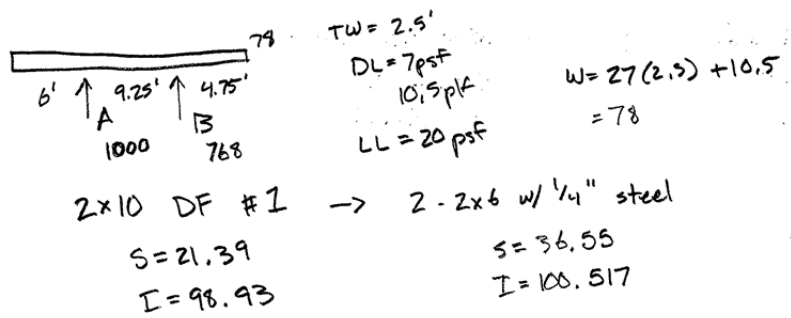 78
TW = 2.5'
DL = 7psf
10.5 plf
LL = 20 psf
W = 27(2.5) + 10.5
= 78
6' A 9.25' B 4.75'
1000 768
2x10 DF #1 → 2 - 2x6 w/ 1/4" steel
S = 21.39
I = 98.93
S = 36.55
I = 100.517